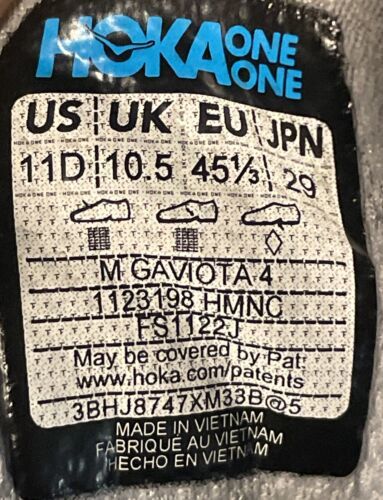 HOKA ONE ONE
US UK EU JPN
11D 10.5 45⅓ 29
M GAVIOTA 4
1123198 HMNC
FS1122J
May be covered by Pat:
www.hoka.com/patents
3BHJ8747XM33B@5
MADE IN VIETNAM
FABRIQUE AU VIETNAM
HECHO EN VIETNAM